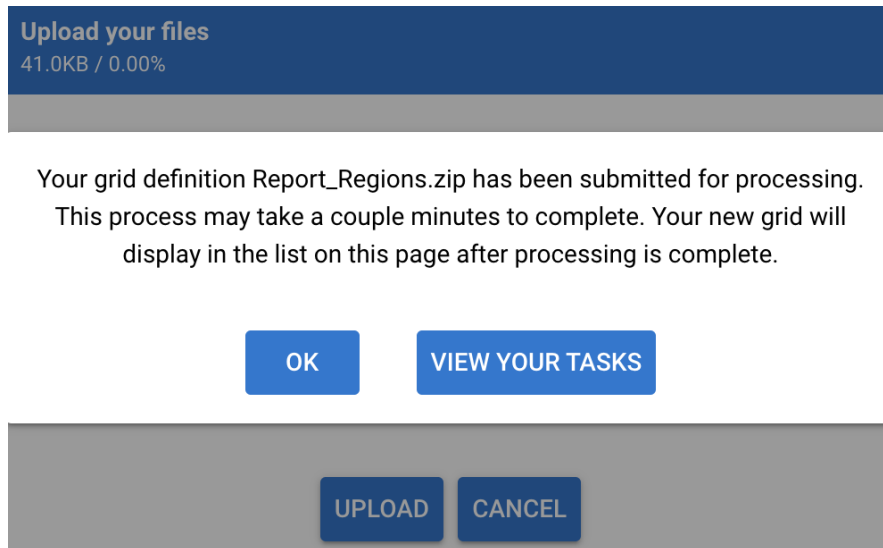 Upload your files
41.0KB / 0.00%
Your grid definition Report_Regions.zip has been submitted for processing.
This process may take a couple minutes to complete. Your new grid will
display in the list on this page after processing is complete.
OK
VIEW YOUR TASKS
UPLOAD
CANCEL